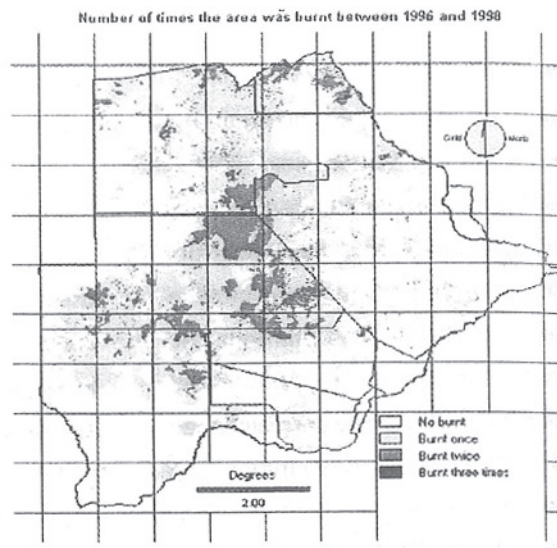 Number of times the area was burnt between 1996 and 1998
Grid
North
No burnt
Burnt once
Burnt twice
Burnt three times
Degrees
2.00